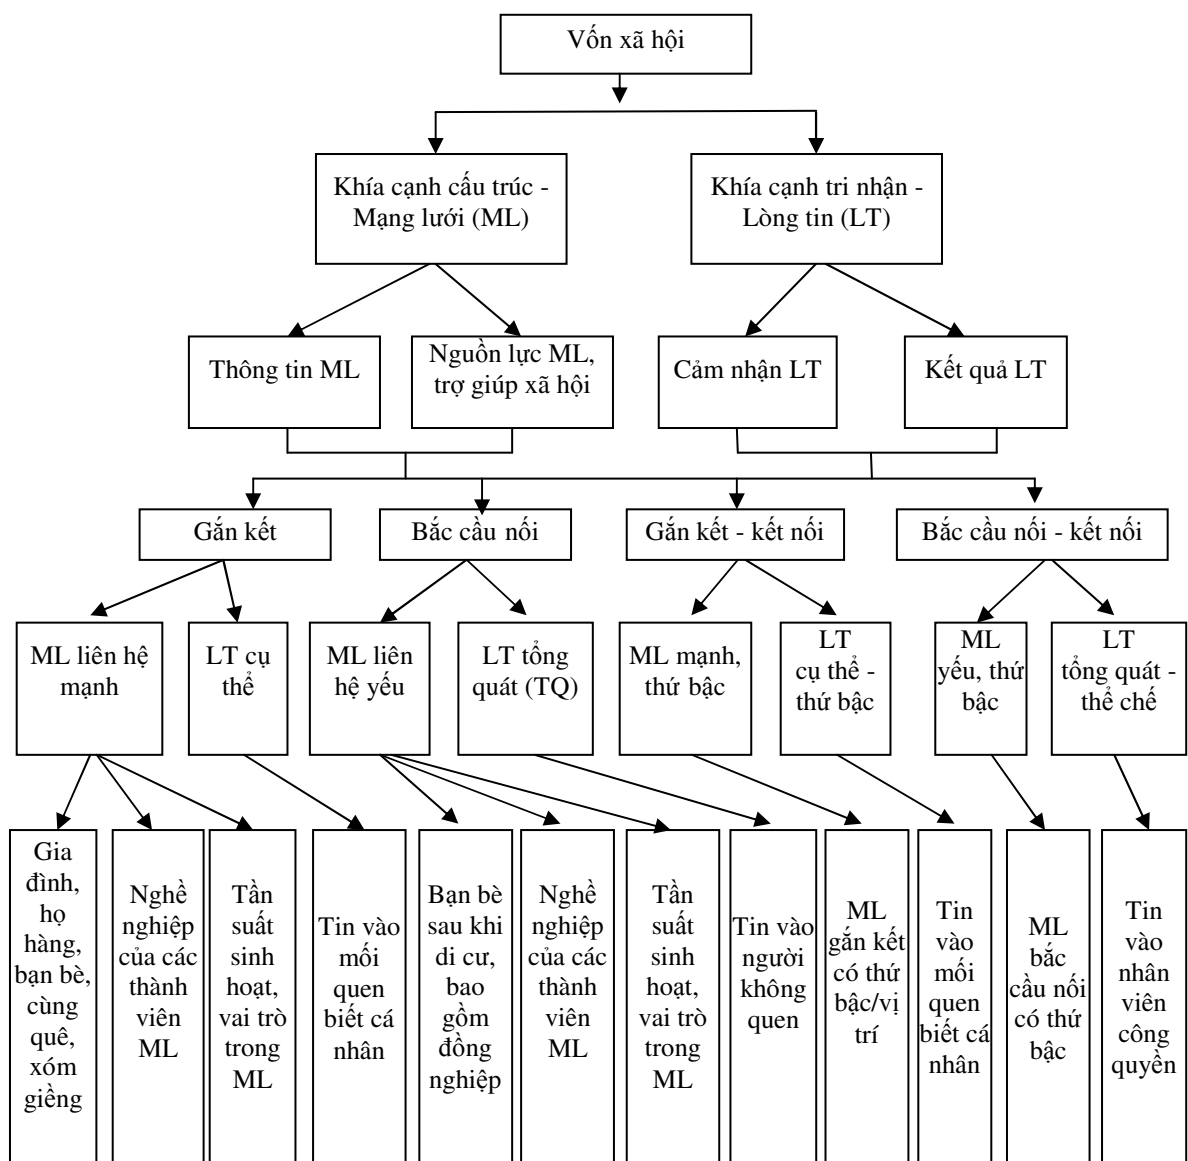 Vốn xã hội
Khía cạnh cấu trúc -
Mạng lưới (ML)
Khía cạnh tri nhận -
Lòng tin (LT)
Thông tin ML
Nguồn lực ML,
trợ giúp xã hội
Cảm nhận LT
Kết quả LT
Gắn kết
Bắc cầu nối
Gắn kết - kết nối
Bắc cầu nối - kết nối
ML liên hệ
mạnh
LT cụ
thể
ML liên
hệ yếu
LT tổng
quát (TQ)
ML mạnh,
thứ bậc
LT
cụ thể -
thứ bậc
ML
yếu, thứ
bậc
LT
tổng quát -
thể chế
Gia
đình,
họ
hàng,
bạn bè,
cùng
quê,
xóm
giềng
Nghề
nghiệp
của các
thành
viên
ML
Tần
suất
sinh
hoạt,
vai trò
trong
ML
Tin vào
mối
quen
biết cá
nhân
Bạn bè
sau khi
di cư,
bao
gồm
đồng
nghiệp
Nghề
nghiệp
của các
thành
viên
ML
Tần
suất
sinh
hoạt,
vai trò
trong
ML
Tin vào
người
không
quen
ML
gắn kết
có thứ
bậc/vị
trí
Tin
vào
mối
quen
biết cá
nhân
ML
bắc
cầu nối
có thứ
bậc
Tin
vào
nhân
viên
công
quyền